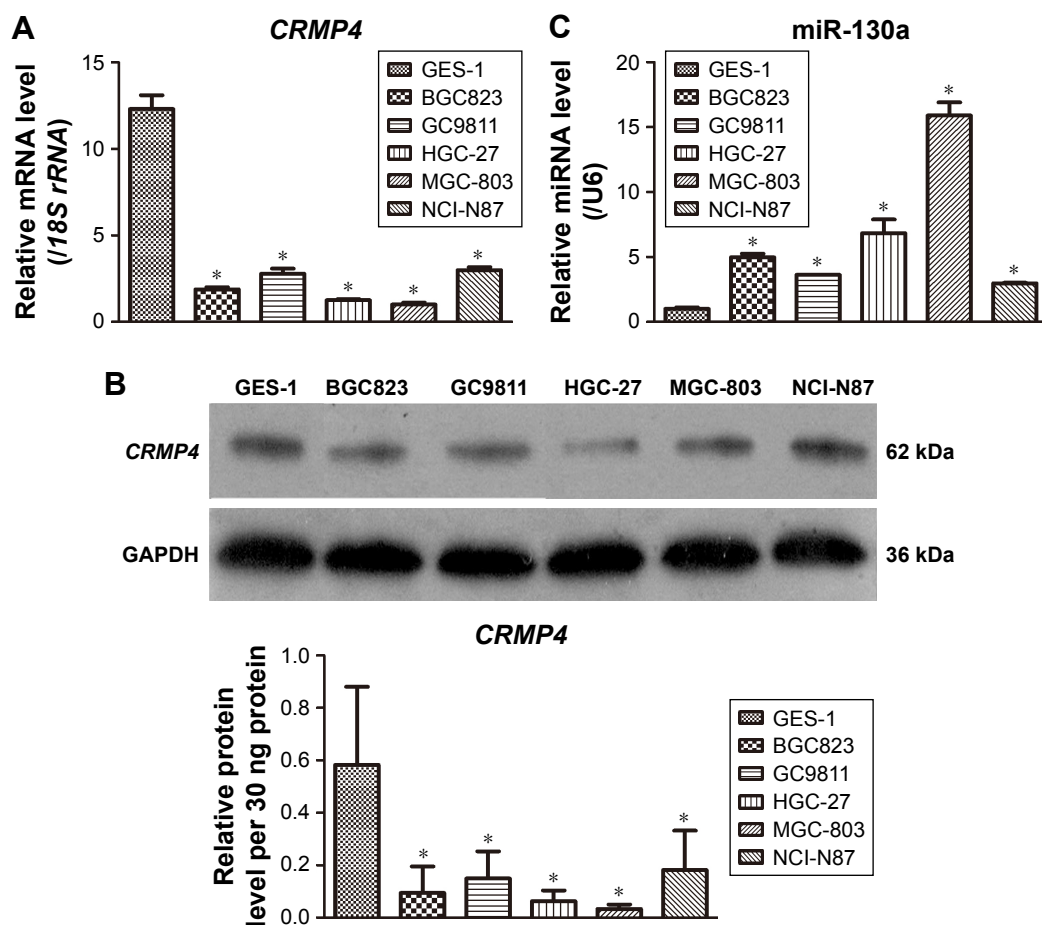 A
CRMP4
Relative mRNA level
(/18S rRNA)
15
10
5
0
GES-1
BGC823
GC9811
HGC-27
MGC-803
NCI-N87
*
*
*
*
*
C
miR-130a
Relative miRNA level
(/U6)
20
15
10
5
0
GES-1
BGC823
GC9811
HGC-27
MGC-803
NCI-N87
*
*
*
*
*
B
GES-1 BGC823 GC9811 HGC-27 MGC-803 NCI-N87
CRMP4 62 kDa
GAPDH 36 kDa
CRMP4
Relative protein
level per 30 ng protein
1.0
0.8
0.6
0.4
0.2
0.0
*
*
*
*
*
GES-1
BGC823
GC9811
HGC-27
MGC-803
NCI-N87